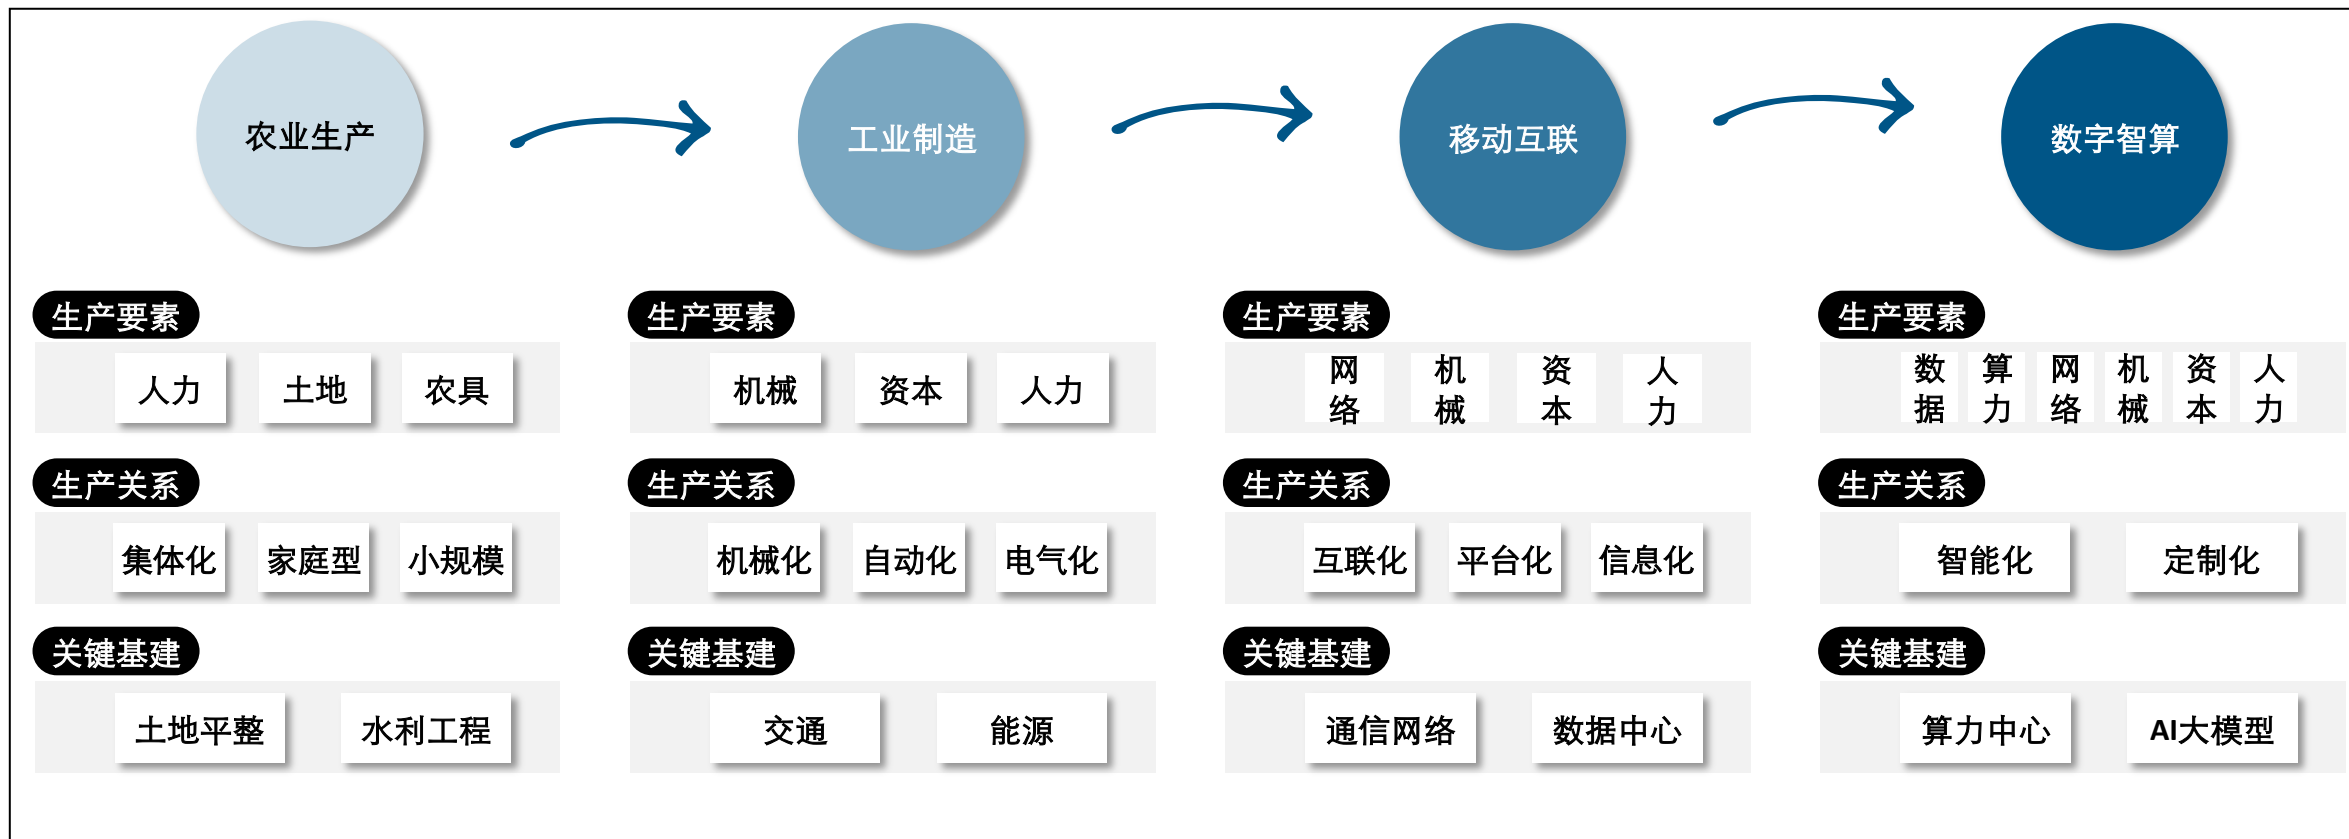 农业生产
工业制造
移动互联
数字智算
生产要素
人力 土地 农具
生产关系
集体化 家庭型 小规模
关键基建
土地平整 水利工程
生产要素
机械 资本 人力
生产关系
机械化 自动化 电气化
关键基建
交通 能源
生产要素
网络 机械 资本 人力
生产关系
互联化 平台化 信息化
关键基建
通信网络 数据中心
生产要素
数据 算力 网络 机械 资本 人力
生产关系
智能化 定制化
关键基建
算力中心 AI大模型